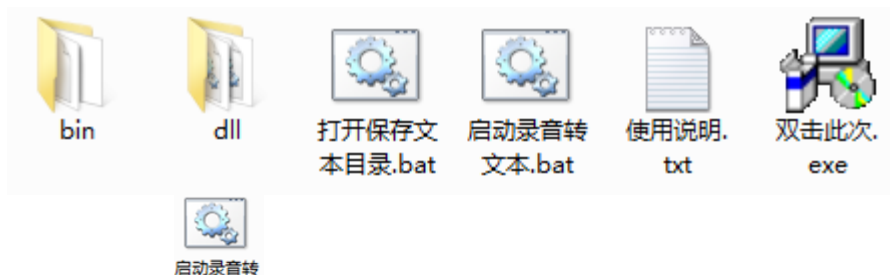 bin
dll
打开保存文
本目录.bat
启动录音转
文本.bat
使用说明.
txt
双击此次.
exe
启动录音转